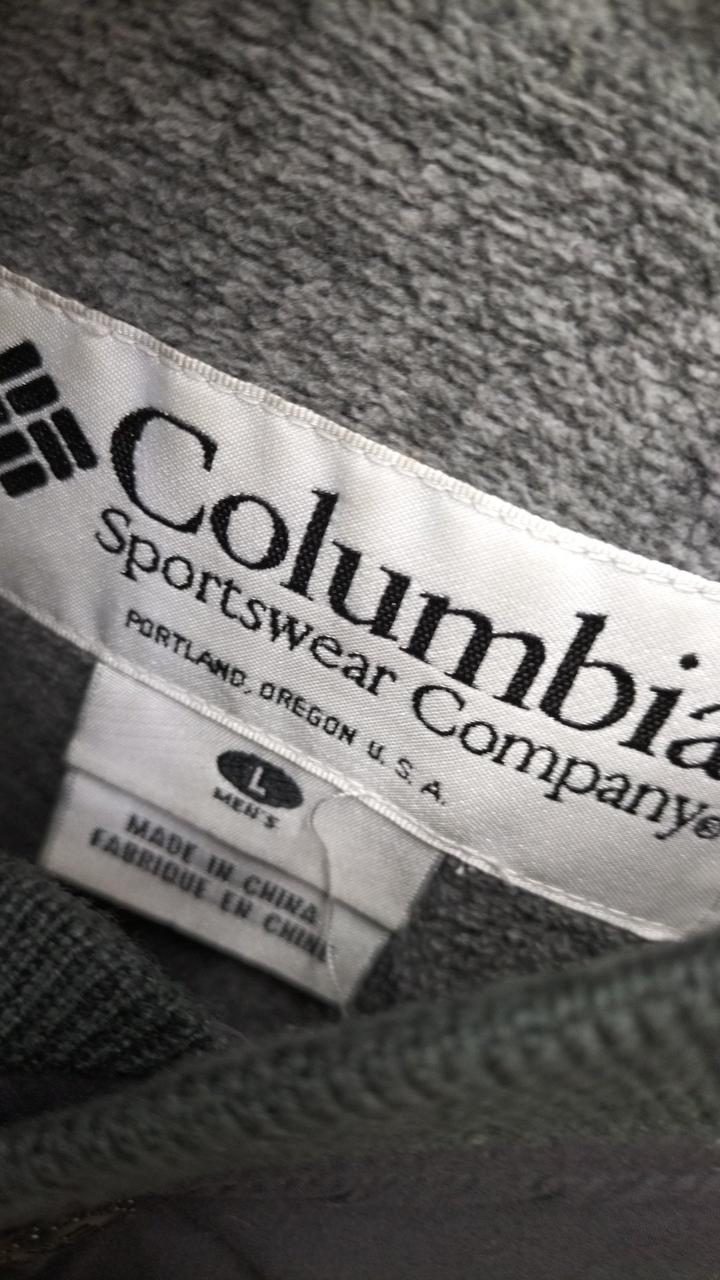 Columbia
Sportswear Company®
PORTLAND, OREGON U.S.A.
L
MEN'S
MADE IN CHINA
FABRIQUE EN CHINE